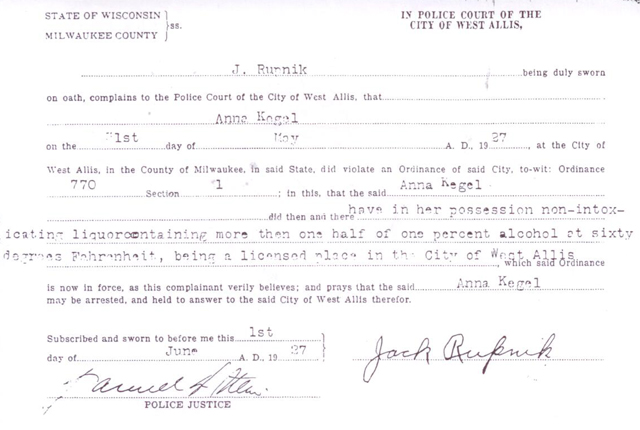 STATE OF WISCONSIN } ss. IN POLICE COURT OF THE
MILWAUKEE COUNTY CITY OF WEST ALLIS,
J. Rupnik being duly sworn
on oath, complains to the Police Court of the City of West Allis, that
Anna Kegel
on the 31st day of May A. D., 19 27 , at the City of
West Allis, in the County of Milwaukee, in said State, did violate an Ordinance of said City, to-wit: Ordinance
770 Section 1 ; in this, that the said Anna Kegel
did then and there have in her possession non-intox-
icating liquorcontaining more then one half of one percent alcohol at sixty
degrees Fahrenheit, being a licensed place in the City of West Allis
, which said Ordinance
is now in force, as this complainant verily believes; and prays that the said Anna Kegel
may be arrested, and held to answer to the said City of West Allis therefor.
Subscribed and sworn to before me this 1st
day of June A. D., 19 27
Jack Rupnik
POLICE JUSTICE